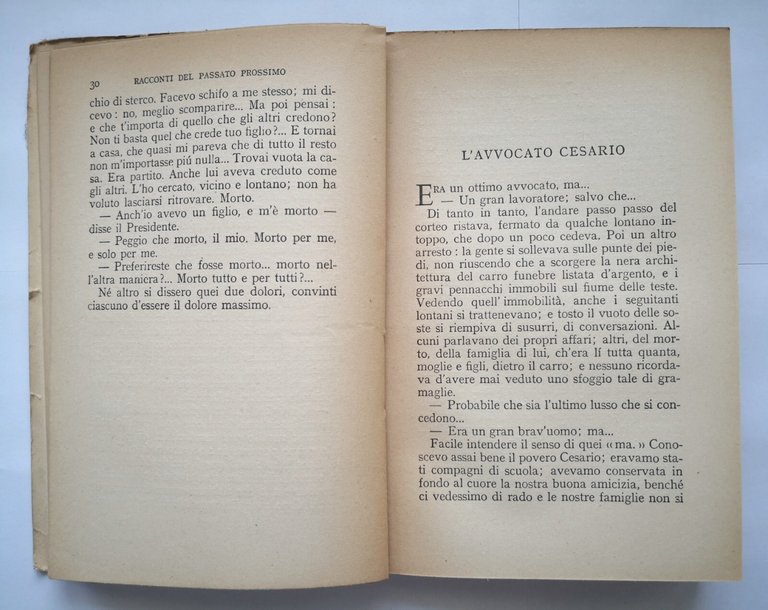 30 RACCONTI DEL PASSATO PROSSIMO
chio di sterco. Facevo schifo a me stesso; mi di-
cevo: no, meglio scomparire... Ma poi pensai:
e che t'importa di quello che gli altri credono?
Non ti basta quel che crede tuo figlio?... E tornai
a casa, che quasi mi pareva che di tutto il resto
non m'importasse piú nulla... Trovai vuota la ca-
sa. Era partito. Anche lui aveva creduto come
gli altri. L'ho cercato, vicino e lontano; non ha
voluto lasciarsi ritrovare. Morto.
— Anch'io avevo un figlio, e m'è morto —
disse il Presidente.
— Peggio che morto, il mio. Morto per me,
e solo per me.
— Preferireste che fosse morto... morto nel-
l'altra maniera?... Morto tutto e per tutti?...
Né altro si dissero quei due dolori, convinti
ciascuno d'essere il dolore massimo.
L'AVVOCATO CESARIO
ERA un ottimo avvocato, ma...
— Un gran lavoratore; salvo che...
Di tanto in tanto, l'andare passo passo del
corteo ristava, fermato da qualche lontano in-
toppo, che dopo un poco cedeva. Poi un altro
arresto: la gente si sollevava sulle punte dei pie-
di, non riuscendo che a scorgere la nera archi-
tettura del carro funebre listata d'argento, e i
gravi pennacchi immobili sul fiume delle teste.
Vedendo quell'immobilità, anche i seguitanti
lontani si trattenevano; e tosto il vuoto delle so-
ste si riempiva di susurri, di conversazioni. Al-
cuni parlavano dei propri affari; altri, del mor-
to, della famiglia di lui, ch'era lí tutta quanta,
moglie e figli, dietro il carro; e nessuno ricorda-
va d'avere mai veduto uno sfoggio tale di gra-
maglie.
— Probabile che sia l'ultimo lusso che si con-
cedono...
— Era un gran brav'uomo; ma...
Facile intendere il senso di quei «ma.» Cono-
scevo assai bene il povero Cesario; eravamo sta-
ti compagni di scuola; avevamo conservata in
fondo al cuore la nostra buona amicizia, benché
ci vedessimo di rado e le nostre famiglie non si